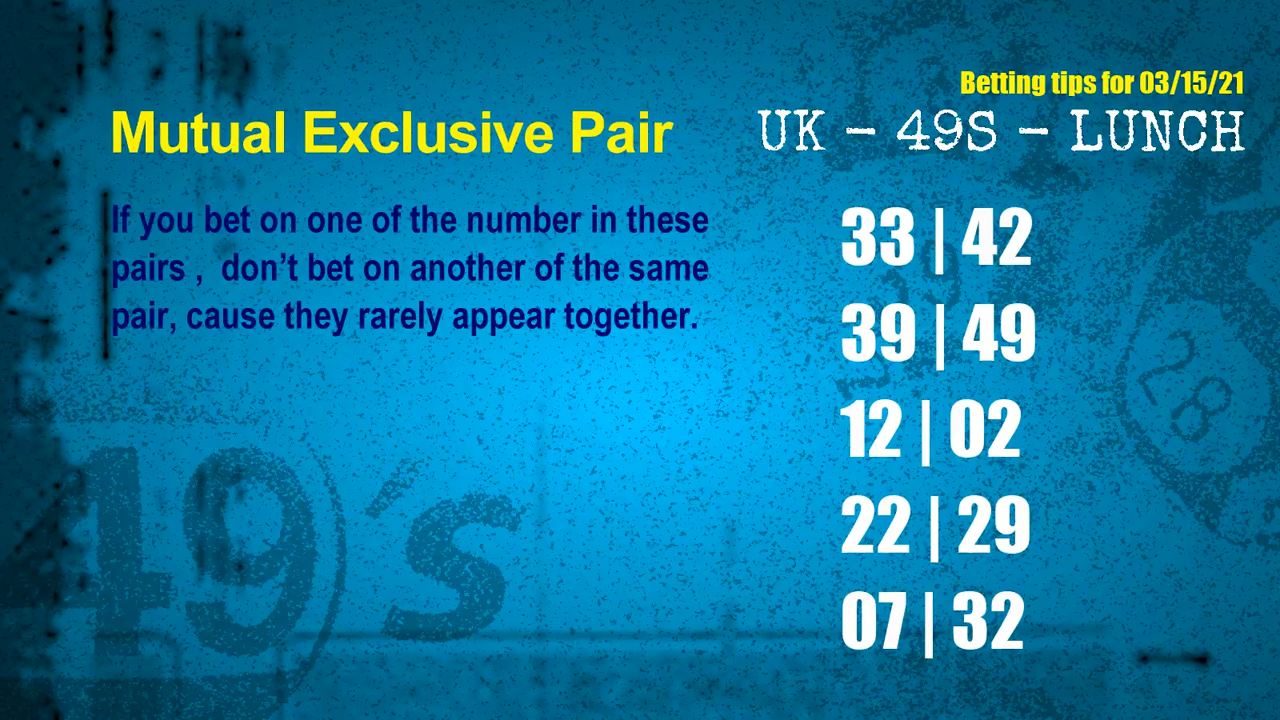 Betting tips for 03/15/21
Mutual Exclusive Pair
UK - 49S - LUNCH
If you bet on one of the number in these
pairs ,  don't bet on another of the same
pair, cause they rarely appear together.
33 | 42
39 | 49
12 | 02
22 | 29
07 | 32
28
49's